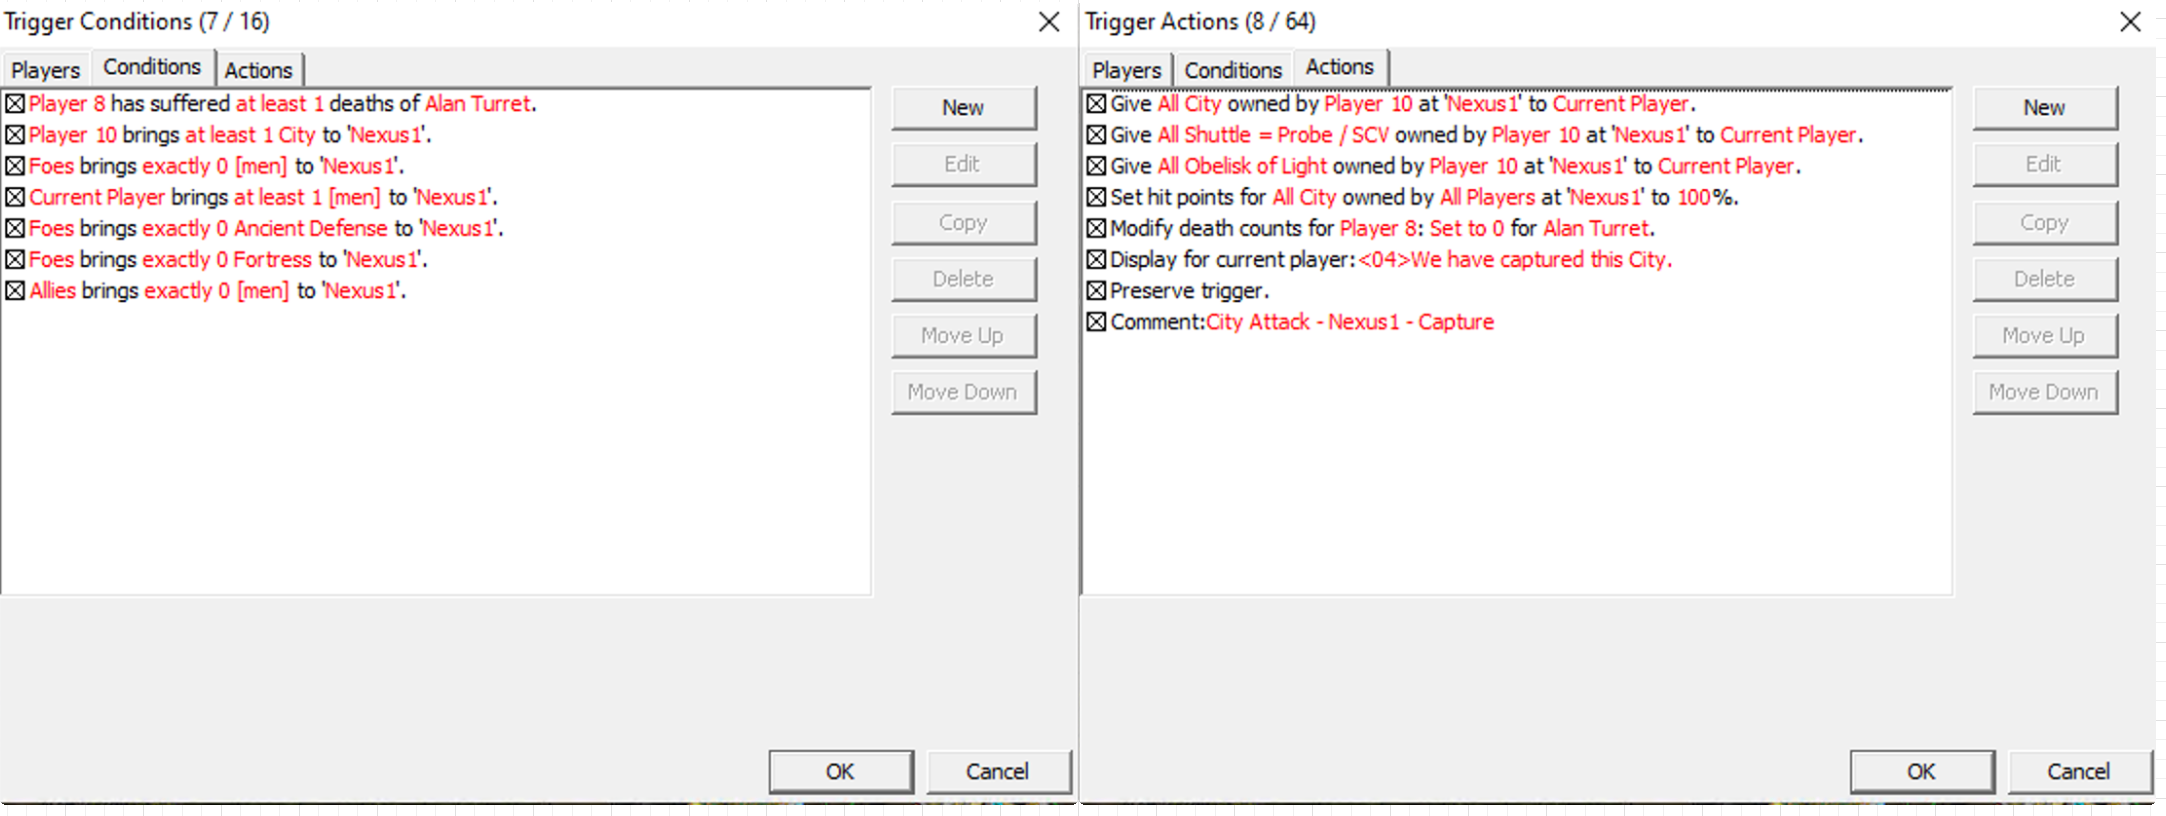 Trigger Conditions (7 / 16)
Players Conditions Actions
Player 8 has suffered at least 1 deaths of Alan Turret.
Player 10 brings at least 1 City to 'Nexus1'.
Foes brings exactly 0 [men] to 'Nexus1'.
Current Player brings at least 1 [men] to 'Nexus1'.
Foes brings exactly 0 Ancient Defense to 'Nexus1'.
Foes brings exactly 0 Fortress to 'Nexus1'.
Allies brings exactly 0 [men] to 'Nexus1'.
New
Edit
Copy
Delete
Move Up
Move Down
OK Cancel
Trigger Actions (8 / 64)
Players Conditions Actions
Give All City owned by Player 10 at 'Nexus1' to Current Player.
Give All Shuttle = Probe / SCV owned by Player 10 at 'Nexus1' to Current Player.
Give All Obelisk of Light owned by Player 10 at 'Nexus1' to Current Player.
Set hit points for All City owned by All Players at 'Nexus1' to 100%.
Modify death counts for Player 8: Set to 0 for Alan Turret.
Display for current player:<04>We have captured this City.
Preserve trigger.
Comment:City Attack - Nexus1 - Capture
New
Edit
Copy
Delete
Move Up
Move Down
OK Cancel